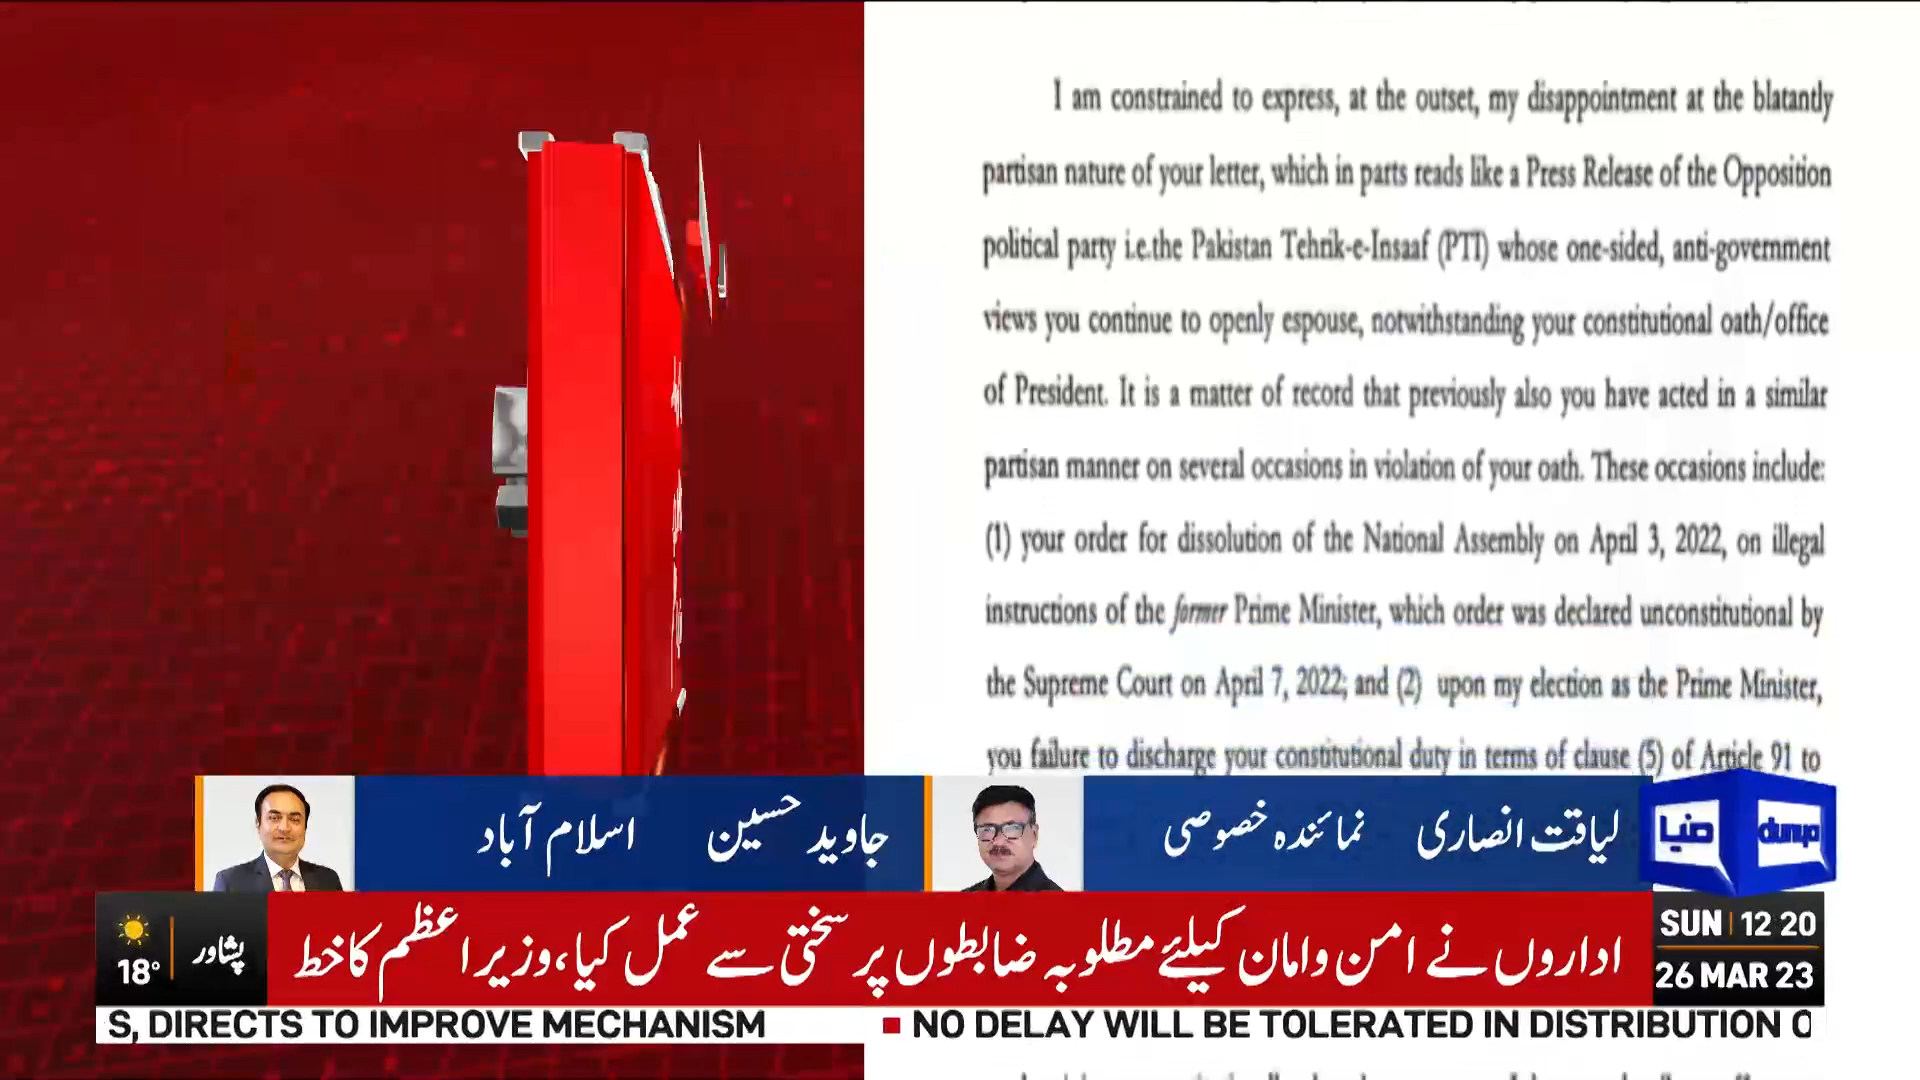 I am constrained to express, at the outset, my disappointment at the blatantly
partisan nature of your letter, which in parts reads like a Press Release of the Opposition
political party i.e.the Pakistan Tehrik-e-Insaaf (PTI) whose one-sided, anti-government
views you continue to openly espouse, notwithstanding your constitutional oath/office
of President. It is a matter of record that previously also you have acted in a similar
partisan manner on several occasions in violation of your oath. These occasions include:
(1) your order for dissolution of the National Assembly on April 3, 2022, on illegal
instructions of the former Prime Minister, which order was declared unconstitutional by
the Supreme Court on April 7, 2022; and (2) upon my election as the Prime Minister,
you failure to discharge your constitutional duty in terms of clause (5) of Article 91 to
لیاقت انصاری نمائندہ خصوصی
جاوید حسین اسلام آباد
دنیا dunya
اداروں نے امن وامان کیلئے مطلوبہ ضابطوں پر سختی سے عمل کیا، وزیراعظم کا خط
پشاور 18°
SUN 12 20
26 MAR 23
S, DIRECTS TO IMPROVE MECHANISM
NO DELAY WILL BE TOLERATED IN DISTRIBUTION O